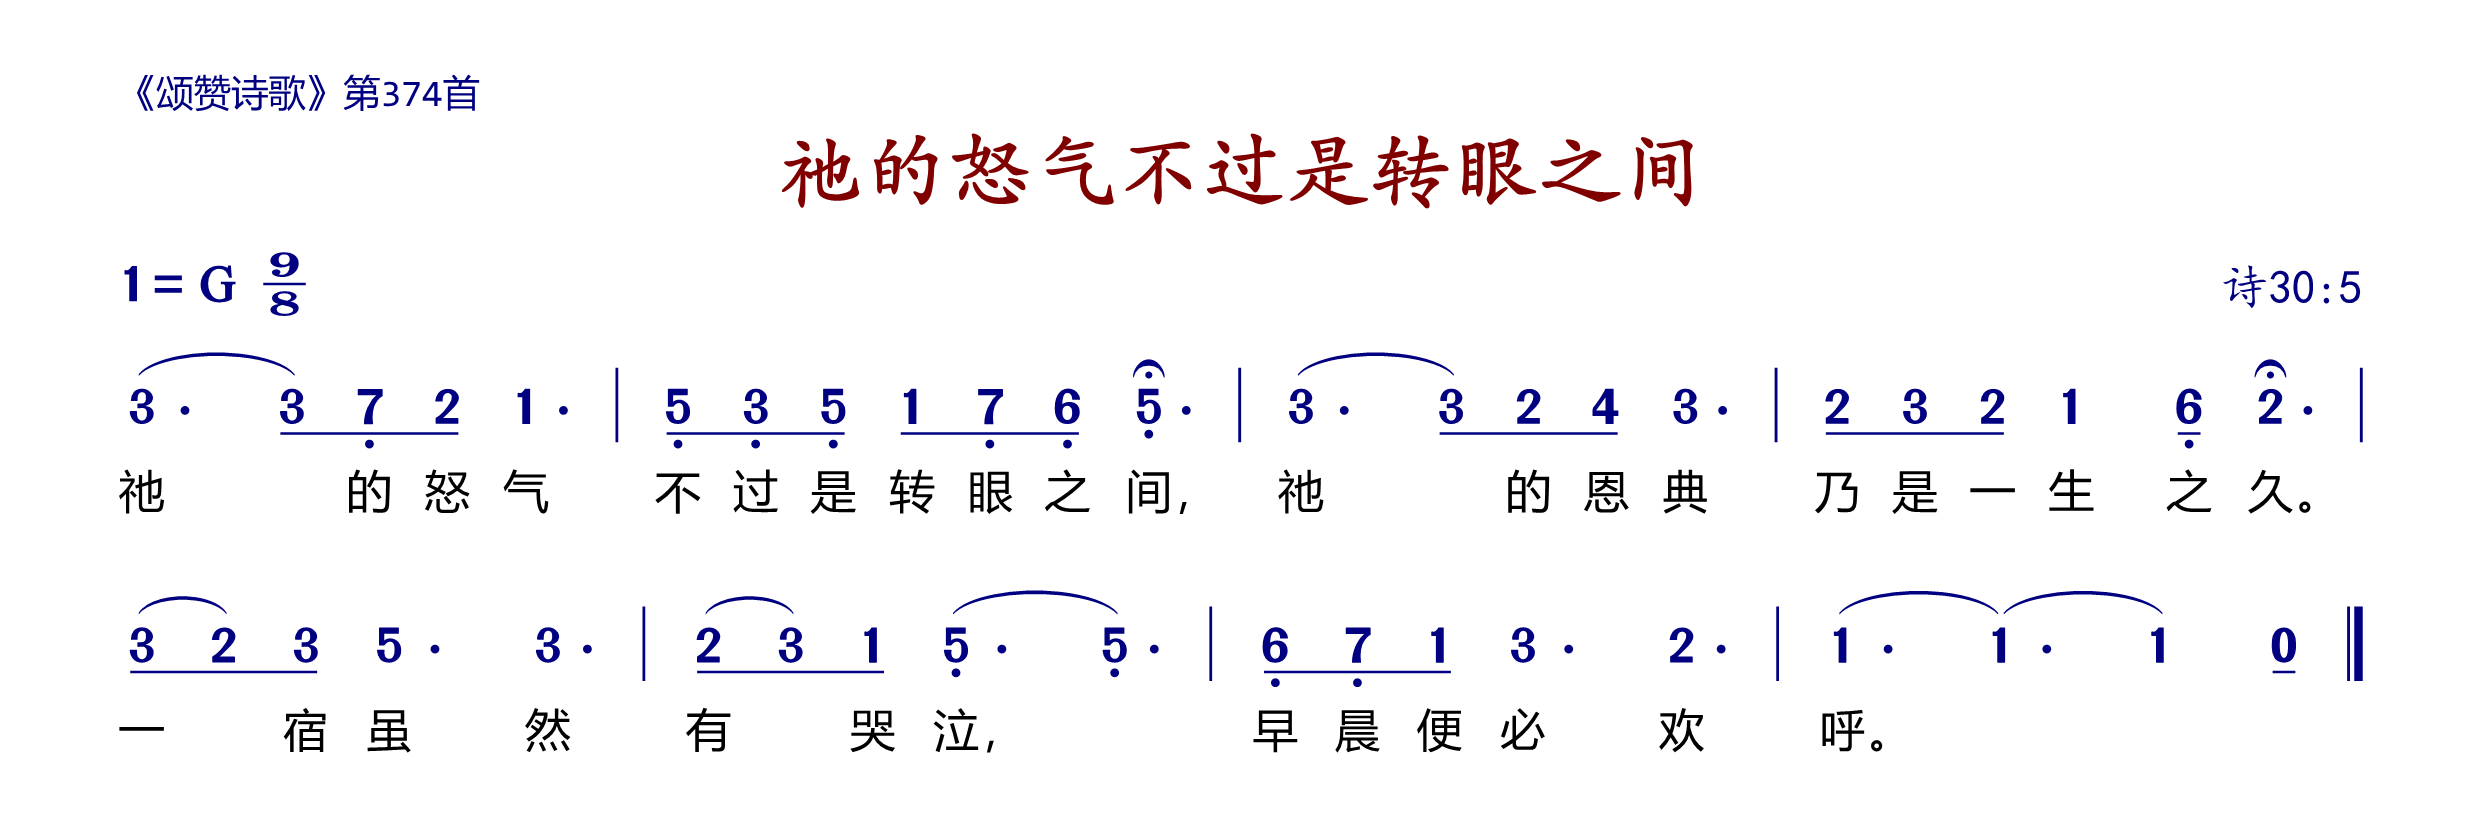 《颂赞诗歌》第374首
祂的怒气不过是转眼之间
1=G 9/8
诗30:5
3· 3 7 2 1· | 5 3 5 1 7 6 5· | 3· 3 2 4 3· | 2 3 2 1 6 2· |
祂 的 怒 气 不 过 是 转 眼 之 间, 祂 的 恩 典 乃 是 一 生 之 久。
3 2 3 5· 3· | 2 3 1 5· 5· | 6 7 1 3· 2· | 1· 1· 1 0 ‖
一 宿 虽 然 有 哭 泣, 早 晨 便 必 欢 呼。